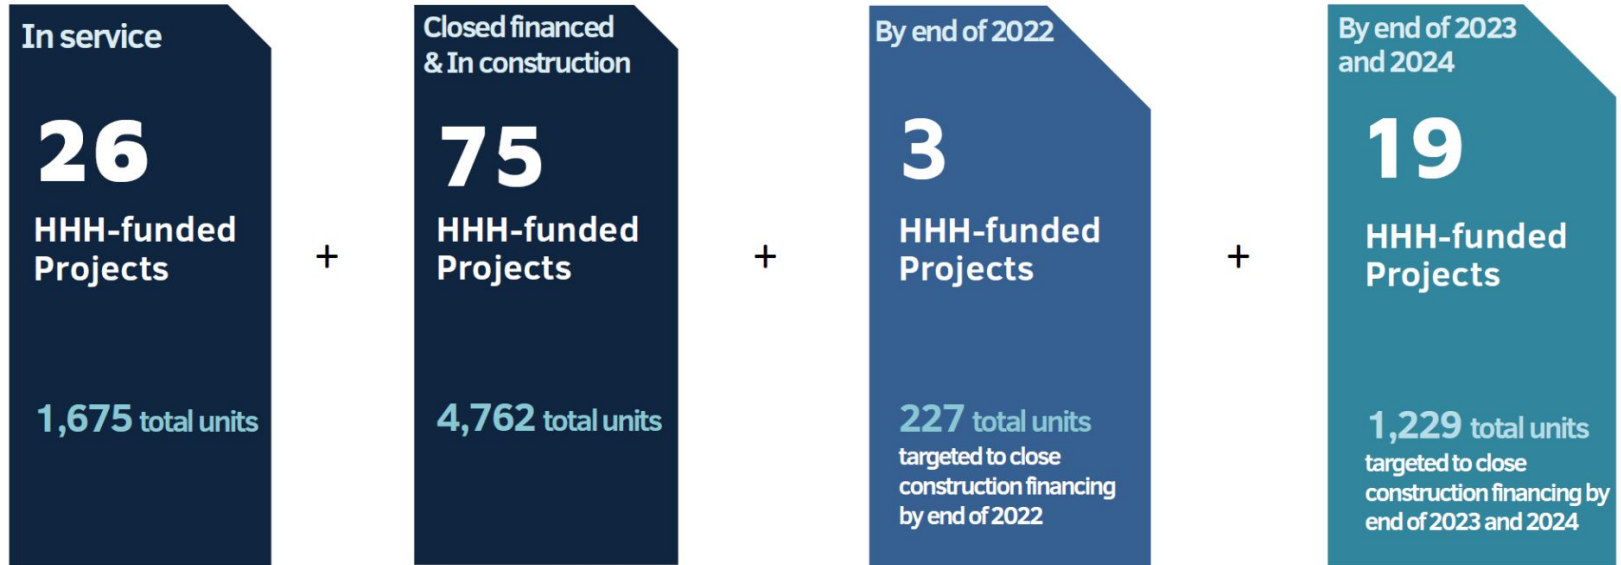 In service
26
HHH-funded
Projects
1,675 total units
+
Closed financed
& In construction
75
HHH-funded
Projects
4,762 total units
+
By end of 2022
3
HHH-funded
Projects
227 total units
targeted to close
construction financing
by end of 2022
+
By end of 2023
and 2024
19
HHH-funded
Projects
1,229 total units
targeted to close
construction financing by
end of 2023 and 2024